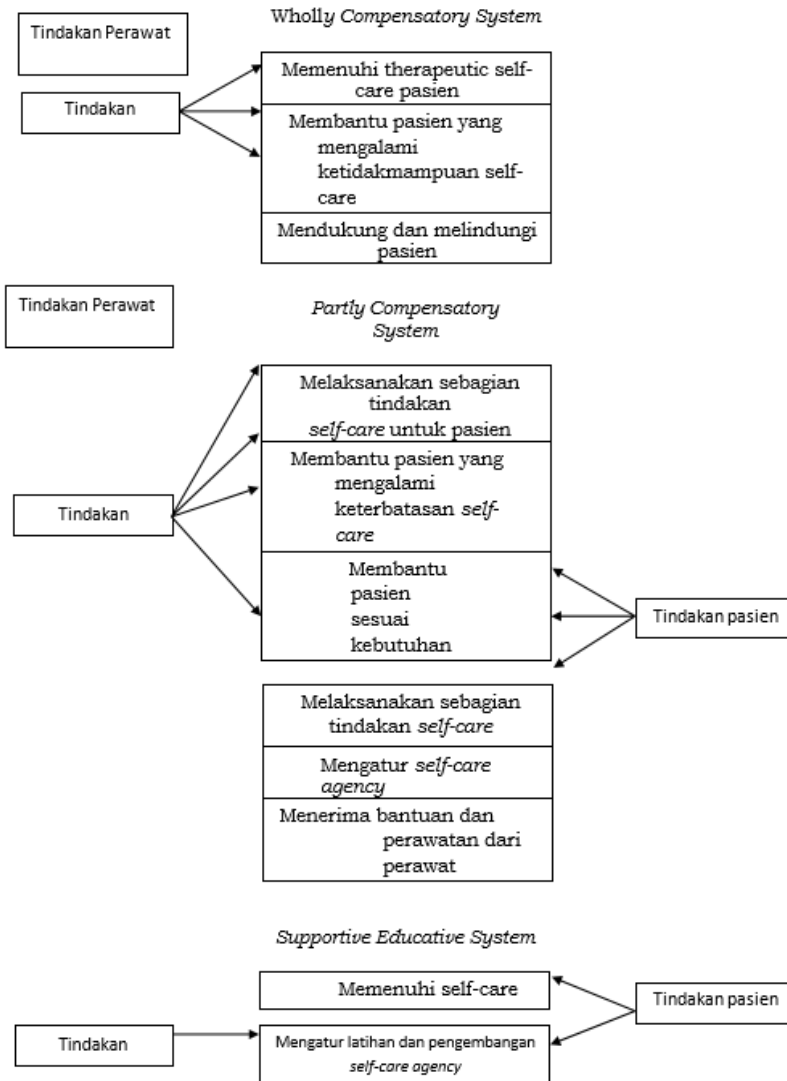 Wholly Compensatory System
Tindakan Perawat
Memenuhi therapeutic self-
care pasien
Tindakan
Membantu pasien yang
mengalami
ketidakmampuan self-
care
Mendukung dan melindungi
pasien
Tindakan Perawat
Partly Compensatory
System
Melaksanakan sebagian
tindakan
self-care untuk pasien
Membantu pasien yang
mengalami
keterbatasan self-
care
Tindakan
Membantu
pasien
sesuai
kebutuhan
Tindakan pasien
Melaksanakan sebagian
tindakan self-care
Mengatur self-care
agency
Menerima bantuan dan
perawatan dari
perawat
Supportive Educative System
Memenuhi self-care
Tindakan pasien
Tindakan
Mengatur latihan dan pengembangan
self-care agency